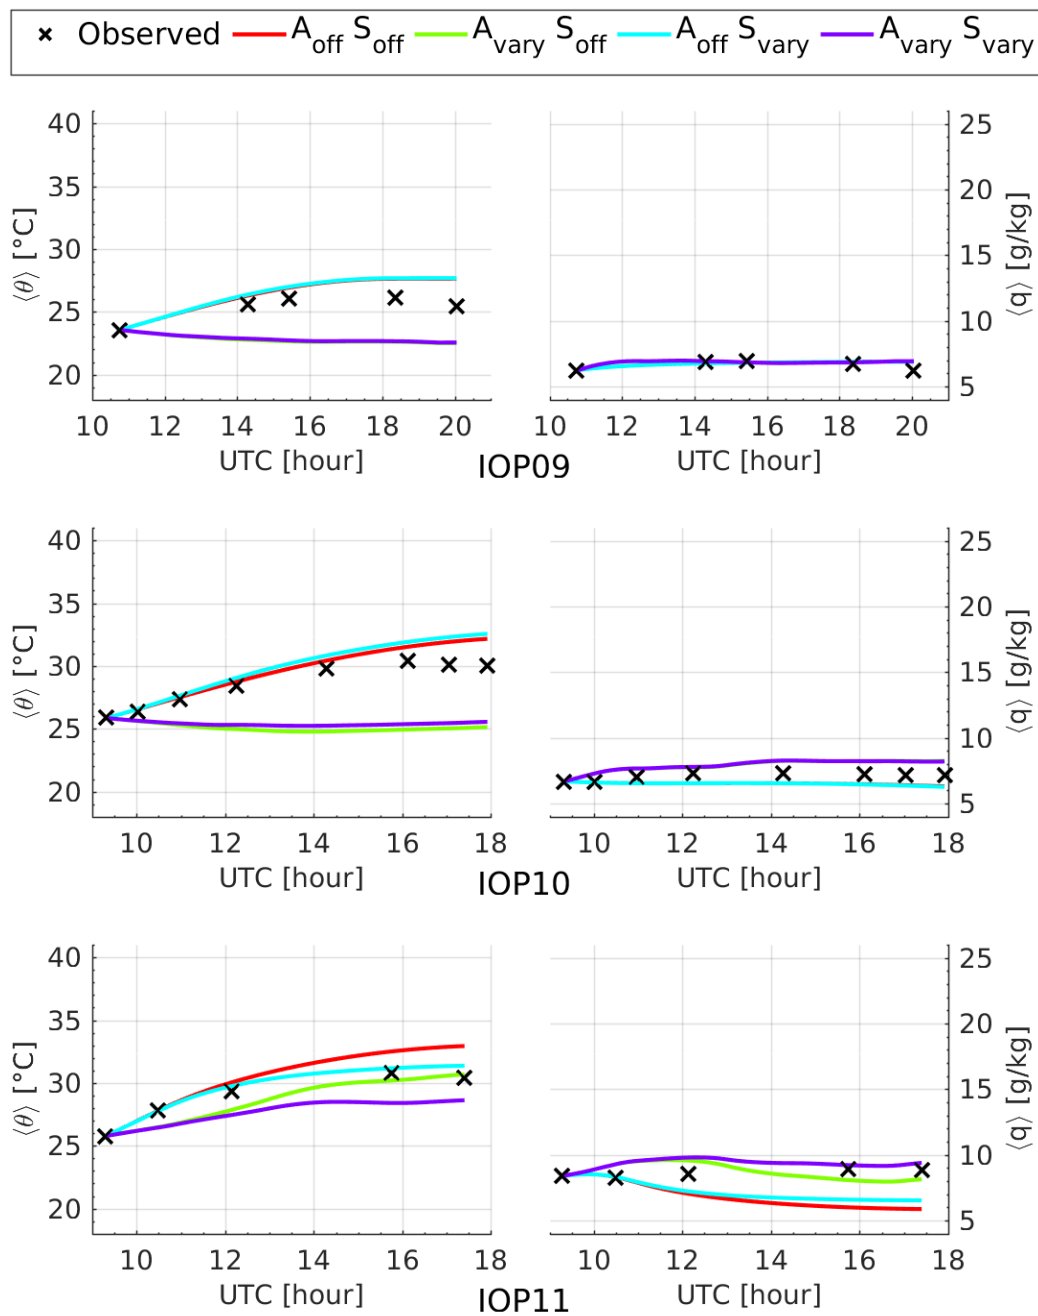 Observed A_off S_off A_vary S_off A_off S_vary A_vary S_vary
40
35
30
25
20
⟨θ⟩ [°C]
10 12 14 16 18 20
UTC [hour]
25
20
15
10
5
⟨q⟩ [g/kg]
10 12 14 16 18 20
UTC [hour]
IOP09
40
35
30
25
20
⟨θ⟩ [°C]
10 12 14 16 18
UTC [hour]
25
20
15
10
5
⟨q⟩ [g/kg]
10 12 14 16 18
UTC [hour]
IOP10
40
35
30
25
20
⟨θ⟩ [°C]
10 12 14 16 18
UTC [hour]
25
20
15
10
5
⟨q⟩ [g/kg]
10 12 14 16 18
UTC [hour]
IOP11